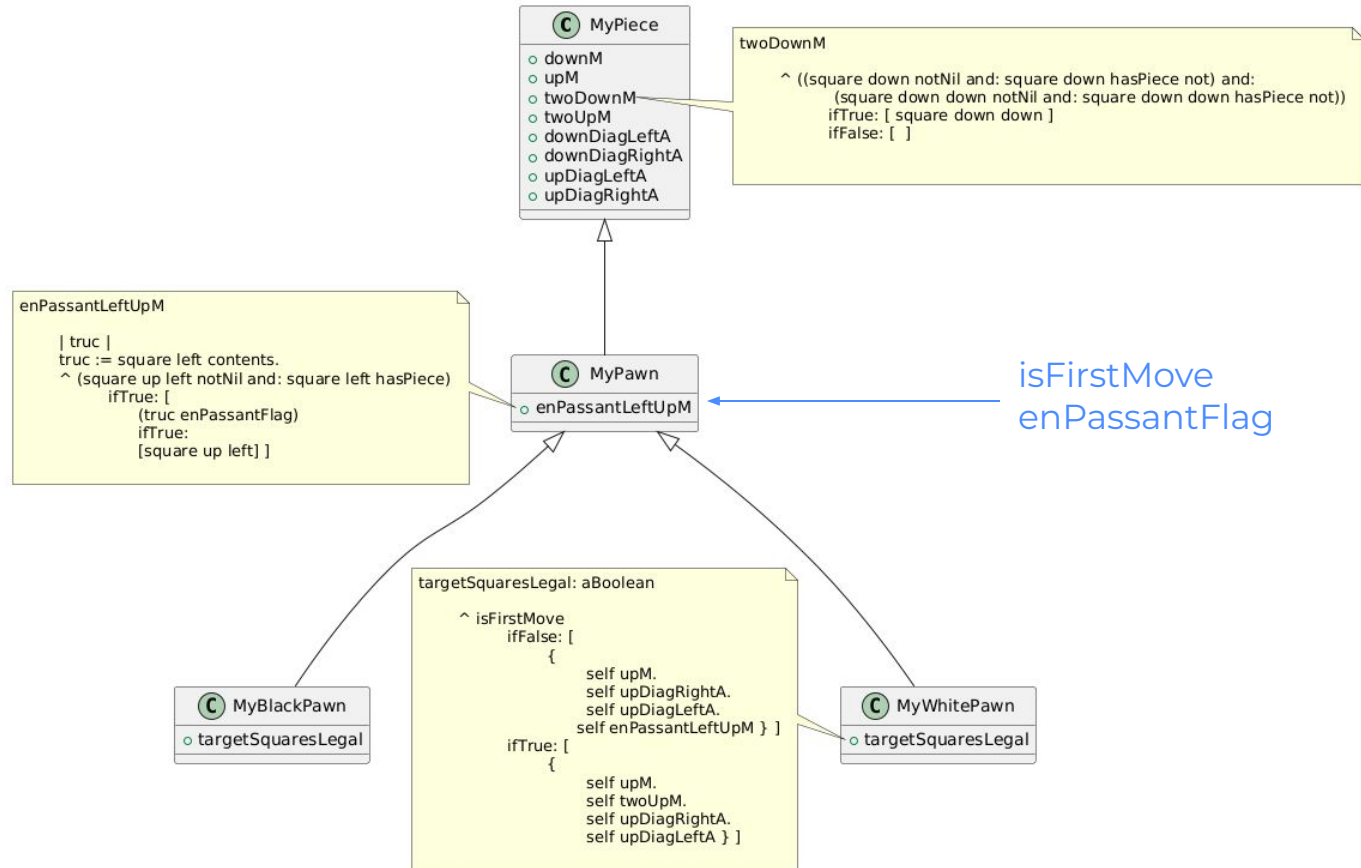 C MyPiece
downM
upM
twoDownM
twoUpM
downDiagLeftA
downDiagRightA
upDiagLeftA
upDiagRightA
twoDownM
^ ((square down notNil and: square down hasPiece not) and:
(square down down notNil and: square down down hasPiece not))
ifTrue: [ square down down ]
ifFalse: [  ]
enPassantLeftUpM
| truc |
truc := square left contents.
^ (square up left notNil and: square left hasPiece)
ifTrue: [
(truc enPassantFlag)
ifTrue:
[square up left] ]
C MyPawn
enPassantLeftUpM
isFirstMove
enPassantFlag
targetSquaresLegal: aBoolean
^ isFirstMove
ifFalse: [
{
self upM.
self upDiagRightA.
self upDiagLeftA.
self enPassantLeftUpM } ]
ifTrue: [
{
self upM.
self twoUpM.
self upDiagRightA.
self upDiagLeftA } ]
C MyBlackPawn
targetSquaresLegal
C MyWhitePawn
targetSquaresLegal